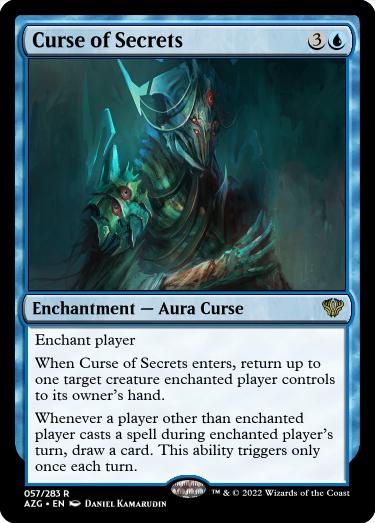 Curse of Secrets 3
Enchantment — Aura Curse
Enchant player
When Curse of Secrets enters, return up to
one target creature enchanted player controls
to its owner's hand.
Whenever a player other than enchanted
player casts a spell during enchanted player's
turn, draw a card. This ability triggers only
once each turn.
057/283 R
™ & © 2022 Wizards of the Coast
AZG • EN Daniel Kamarudin